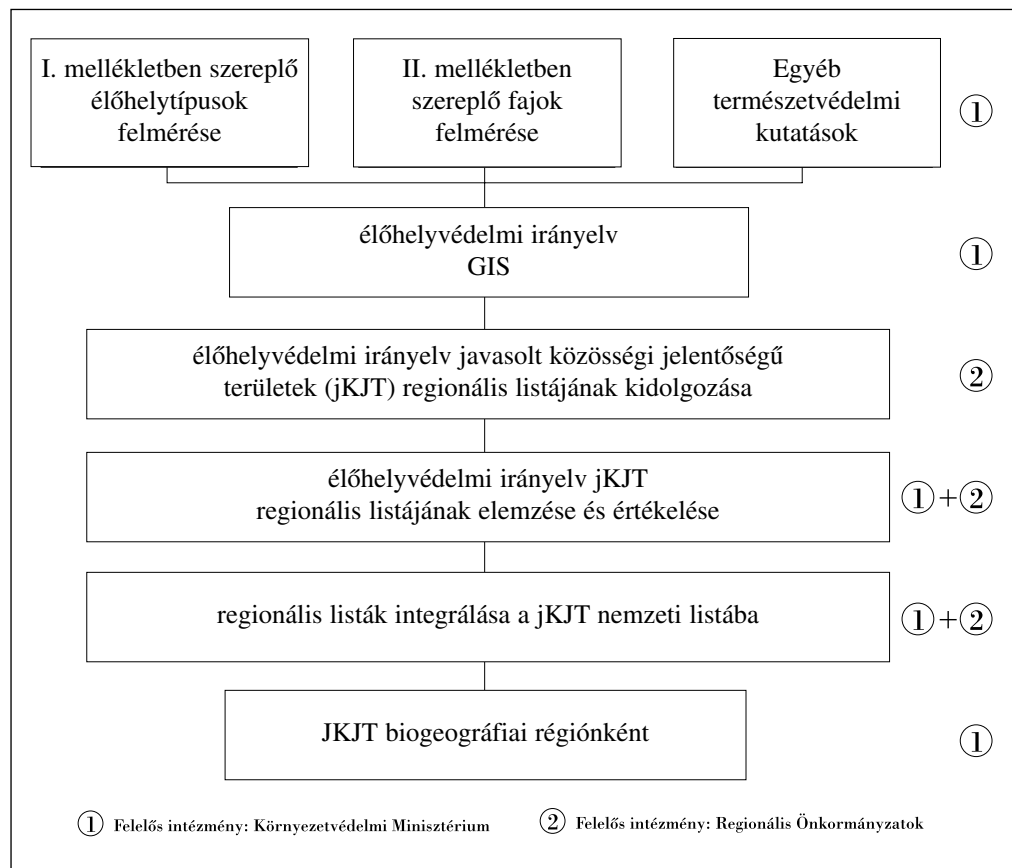 I. mellékletben szereplő
élőhelytípusok
felmérése
II. mellékletben
szereplő fajok
felmérése
Egyéb
természetvédelmi
kutatások
①
élőhelyvédelmi irányelv
GIS
①
élőhelyvédelmi irányelv javasolt közösségi jelentőségű
területek (jKJT) regionális listájának kidolgozása
②
élőhelyvédelmi irányelv jKJT
regionális listájának elemzése és értékelése
①+②
regionális listák integrálása a jKJT nemzeti listába
①+②
JKJT biogeográfiai régiónként
①
① Felelős intézmény: Környezetvédelmi Minisztérium
② Felelős intézmény: Regionális Önkormányzatok